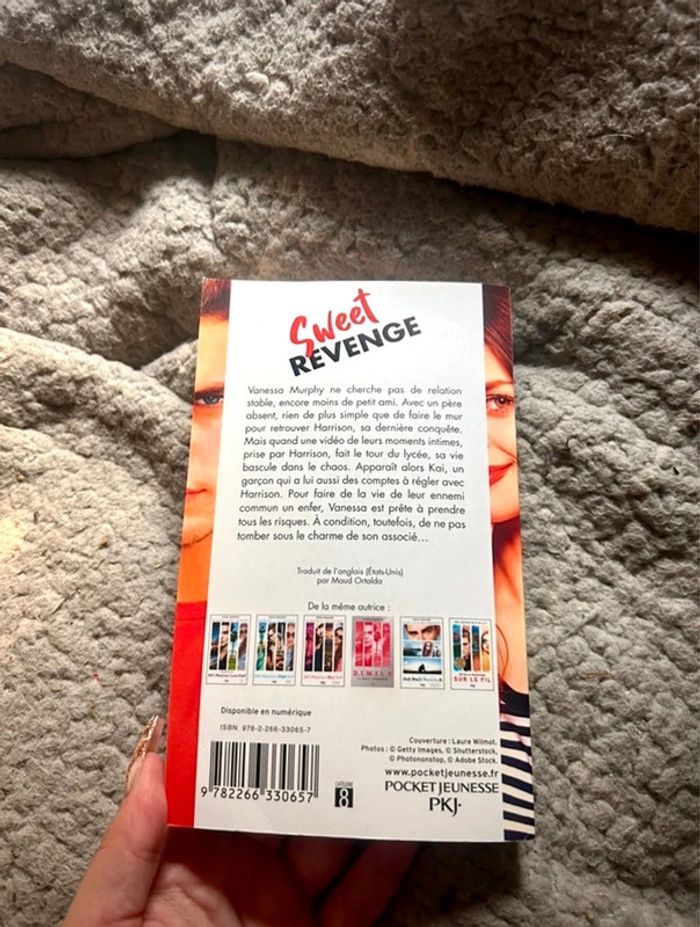 Sweet
REVENGE
Vanessa Murphy ne cherche pas de relation
stable, encore moins de petit ami. Avec un père
absent, rien de plus simple que de faire le mur
pour retrouver Harrison, sa dernière conquête.
Mais quand une vidéo de leurs moments intimes,
prise par Harrison, fait le tour du lycée, sa vie
bascule dans le chaos. Apparaît alors Kai, un
garçon qui a lui aussi des comptes à régler avec
Harrison. Pour faire de la vie de leur ennemi
commun un enfer, Vanessa est prête à prendre
tous les risques. À condition, toutefois, de ne pas
tomber sous le charme de son associé…
Traduit de l'anglais (États-Unis)
par Maud Ortalda
De la même autrice :
D.I.M.I.L.Y
SUR LE FIL
Disponible en numérique
ISBN 978-2-266-33065-7
9 782266 330657
CATÉGORIE
8
Couverture : Laure Wilmot.
Photos : © Getty Images, © Shutterstock,
© Photononstop, © Adobe Stock.
www.pocketjeunesse.fr
POCKET JEUNESSE
PKJ·